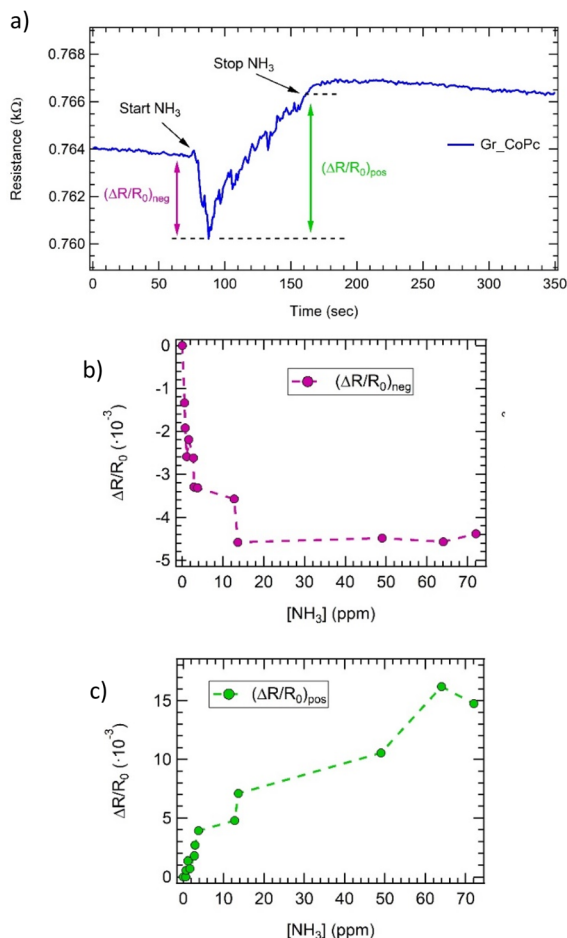 a)
0.768
0.766
0.764
0.762
0.760
Resistance (kΩ)
Start NH3
Stop NH3
(ΔR/R0)neg
(ΔR/R0)pos
Gr_CoPc
0 50 100 150 200 250 300 350
Time (sec)
b)
0
-1
-2
-3
-4
-5
ΔR/R0 (·10-3)
(ΔR/R0)neg
0 10 20 30 40 50 60 70
[NH3] (ppm)
c)
15
10
5
0
ΔR/R0 (·10-3)
(ΔR/R0)pos
0 10 20 30 40 50 60 70
[NH3] (ppm)